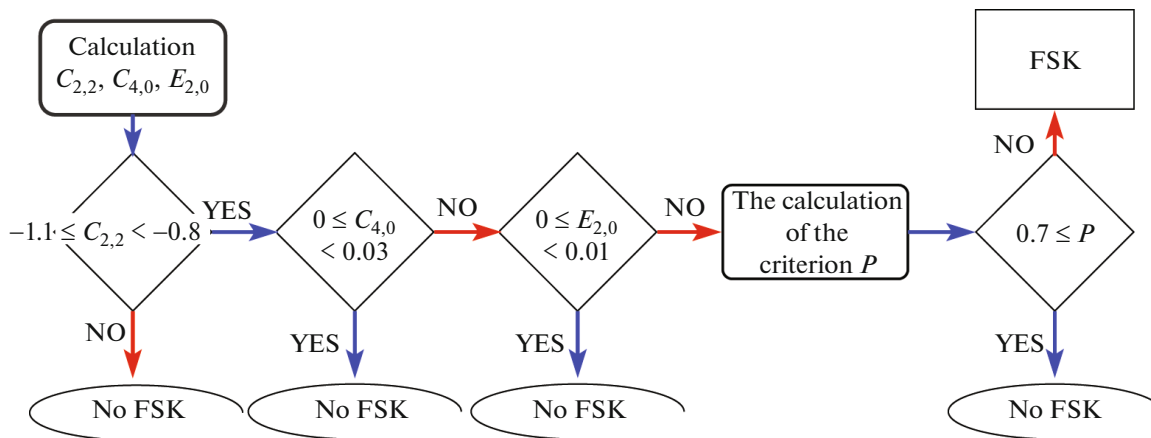 Calculation
C2,2, C4,0, E2,0
FSK
NO
−1.1 ≤ C2,2 < −0.8
YES
0 ≤ C4,0
< 0.03
NO
0 ≤ E2,0
< 0.01
NO
The calculation
of the
criterion P
0.7 ≤ P
NO
YES
YES
YES
No FSK
No FSK
No FSK
No FSK